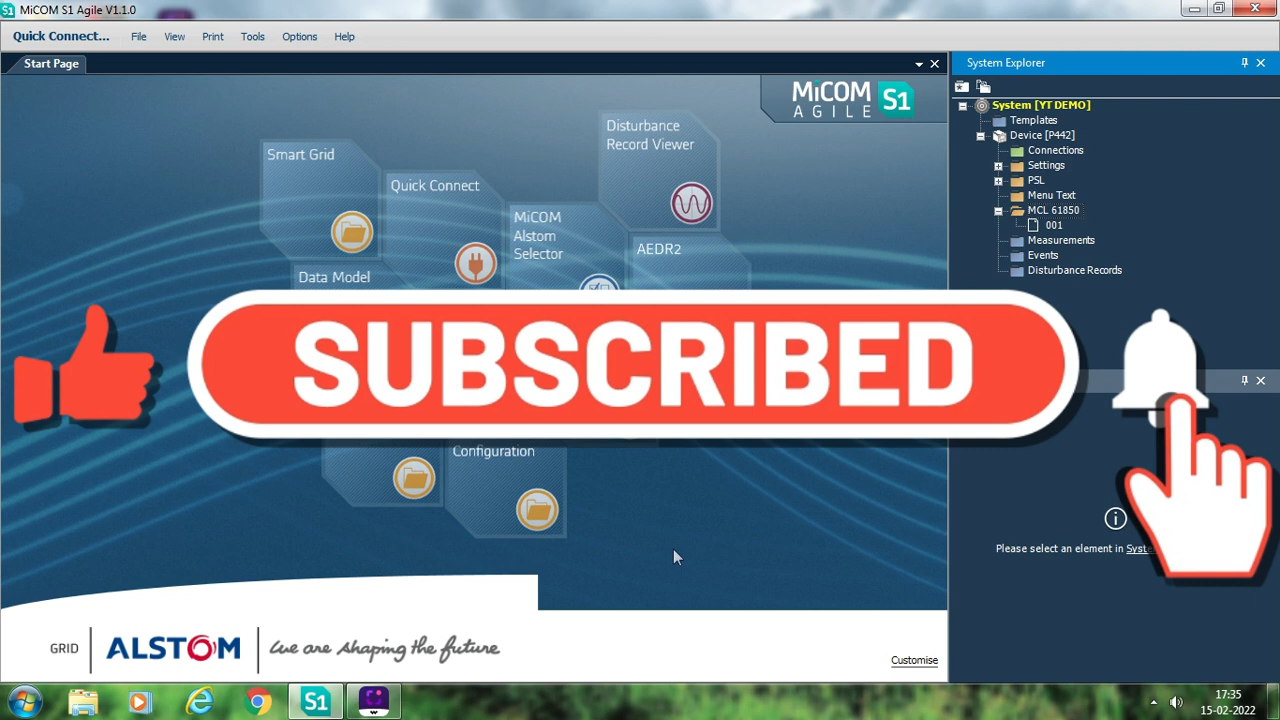 MiCOM S1 Agile V1.1.0
Quick Connect... File View Print Tools Options Help
Start Page
System Explorer
MiCOM
AGILE
S1
Smart Grid
Quick Connect
MiCOM
Alstom
Selector
Disturbance
Record Viewer
AEDR2
Data Model
SUBSCRIBED
Configuration
System [YT DEMO]
Templates
Device [P442]
Connections
Settings
PSL
Menu Text
MCL 61850
001
Measurements
Events
Disturbance Records
Please select an element in
GRID
ALSTOM
we are shaping the future
Customise
S1
17:35
15-02-2022